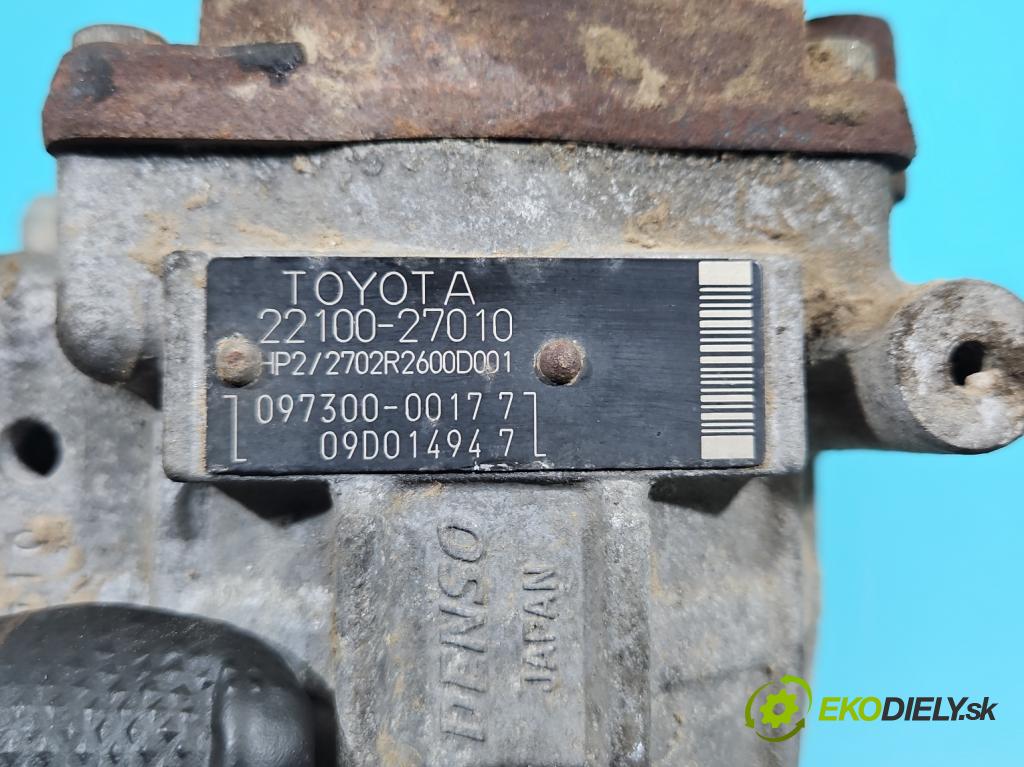 TOYOTA
22100-27010
HP2/2702R2600D001
097300-0017 7
09D01494 7
DENSO
JAPAN
EKODIELY.sk